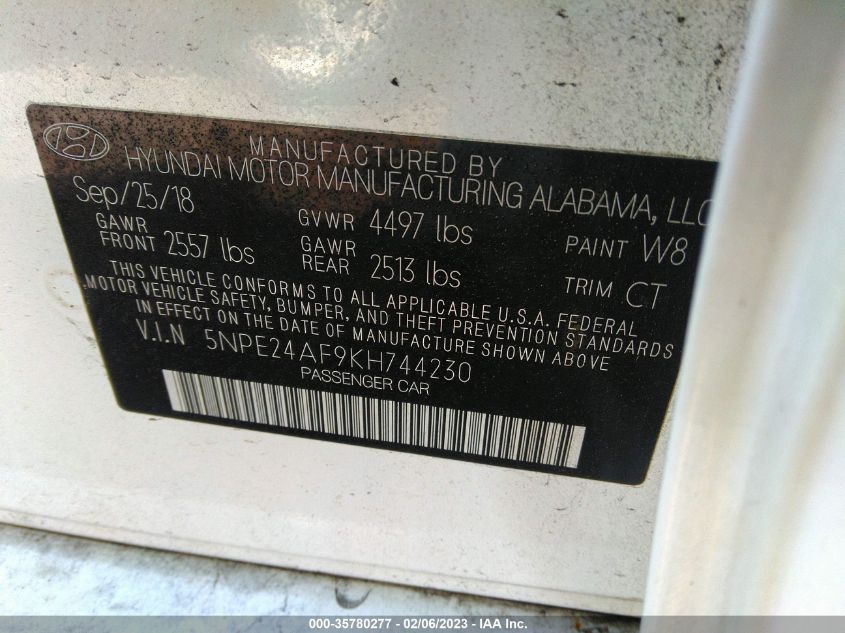 MANUFACTURED BY
HYUNDAI MOTOR MANUFACTURING ALABAMA, LLC
Sep/25/18
GVWR 4497 lbs
PAINT W8
GAWR FRONT 2557 lbs
GAWR REAR 2513 lbs
TRIM CT
THIS VEHICLE CONFORMS TO ALL APPLICABLE U.S.A. FEDERAL
MOTOR VEHICLE SAFETY, BUMPER, AND THEFT PREVENTION STANDARDS
IN EFFECT ON THE DATE OF MANUFACTURE SHOWN ABOVE
V.I.N 5NPE24AF9KH744230
PASSENGER CAR
000-35780277 - 02/06/2023 - IAA Inc.